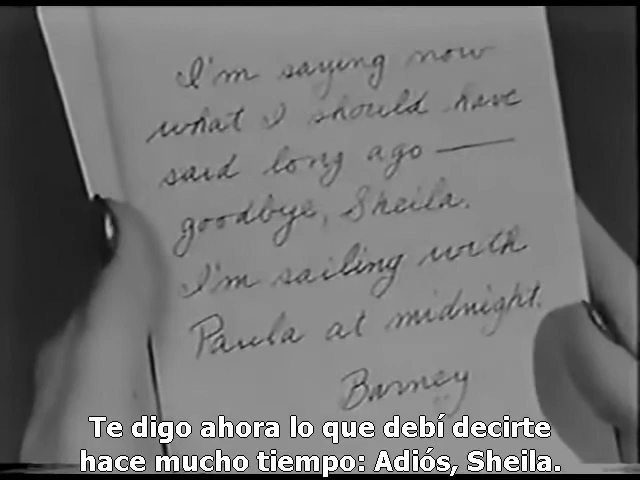 I'm saying now
what I should have
said long ago —
goodbye, Sheila.
I'm sailing with
Paula at midnight.
Barney
Te digo ahora lo que debí decirte
hace mucho tiempo: Adiós, Sheila.